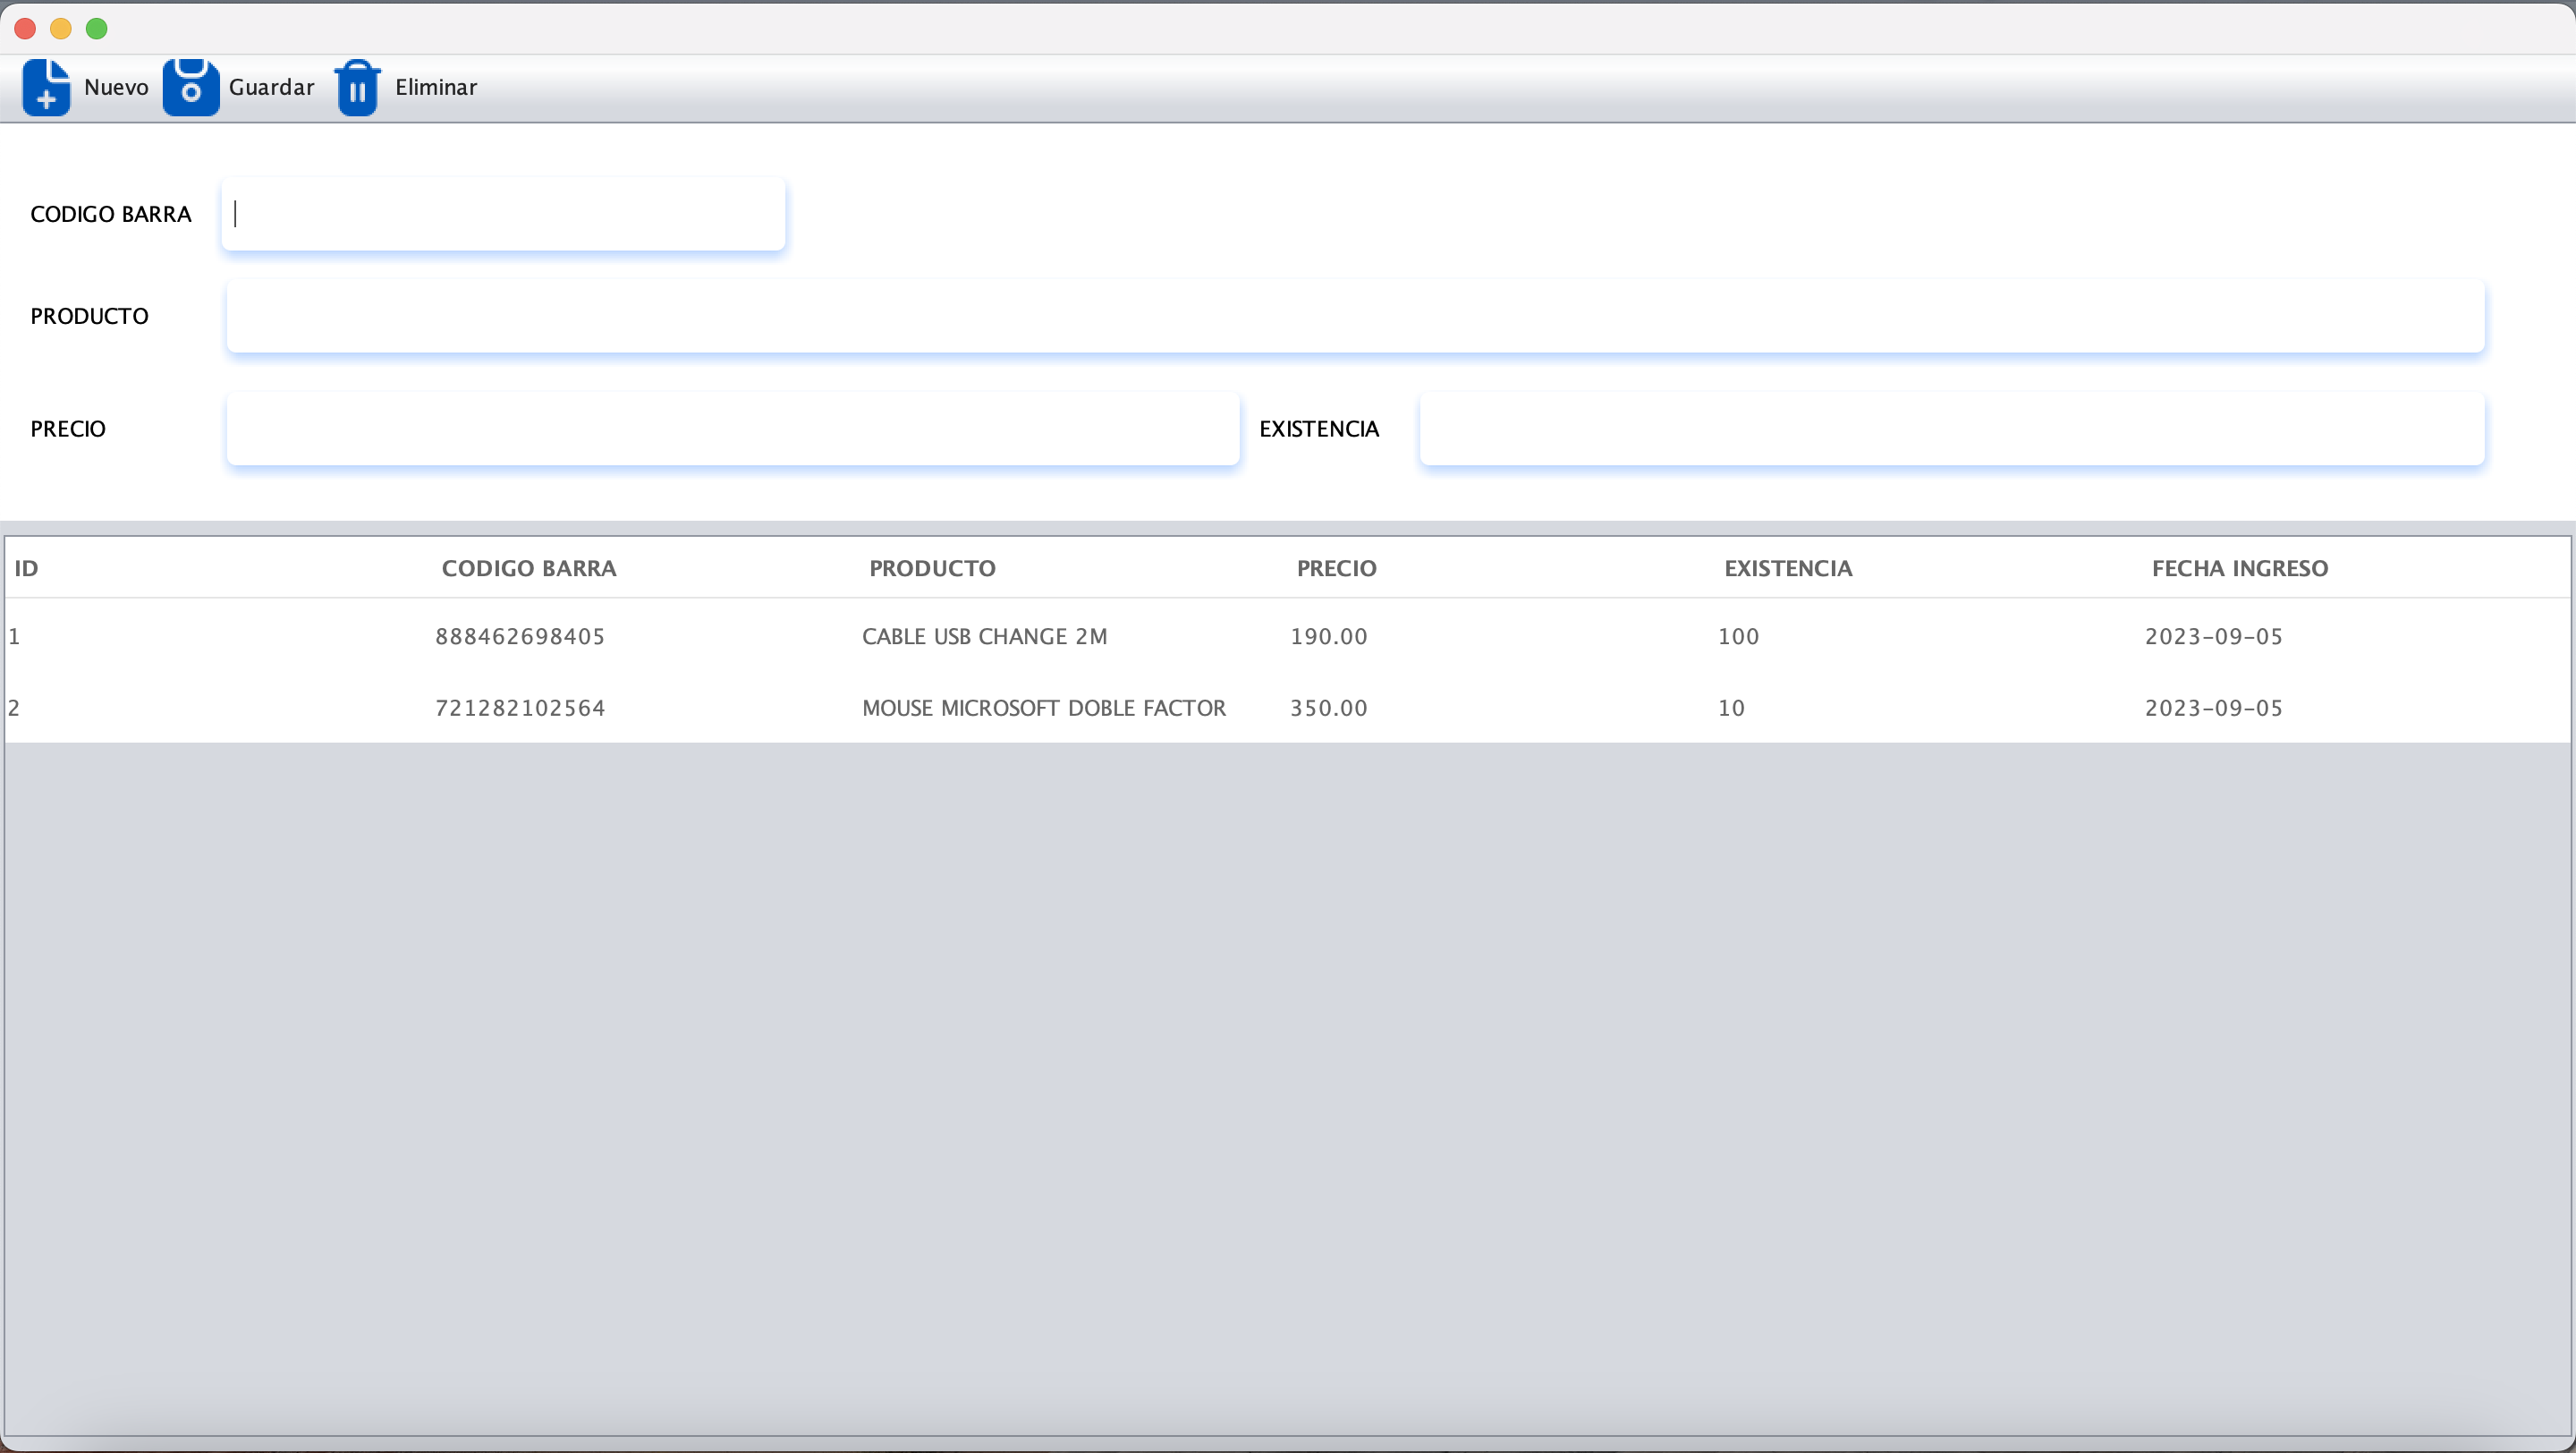 Nuevo Guardar Eliminar
CODIGO BARRA
PRODUCTO
PRECIO EXISTENCIA
ID CODIGO BARRA PRODUCTO PRECIO EXISTENCIA FECHA INGRESO
1 888462698405 CABLE USB CHANGE 2M 190.00 100 2023-09-05
2 721282102564 MOUSE MICROSOFT DOBLE FACTOR 350.00 10 2023-09-05